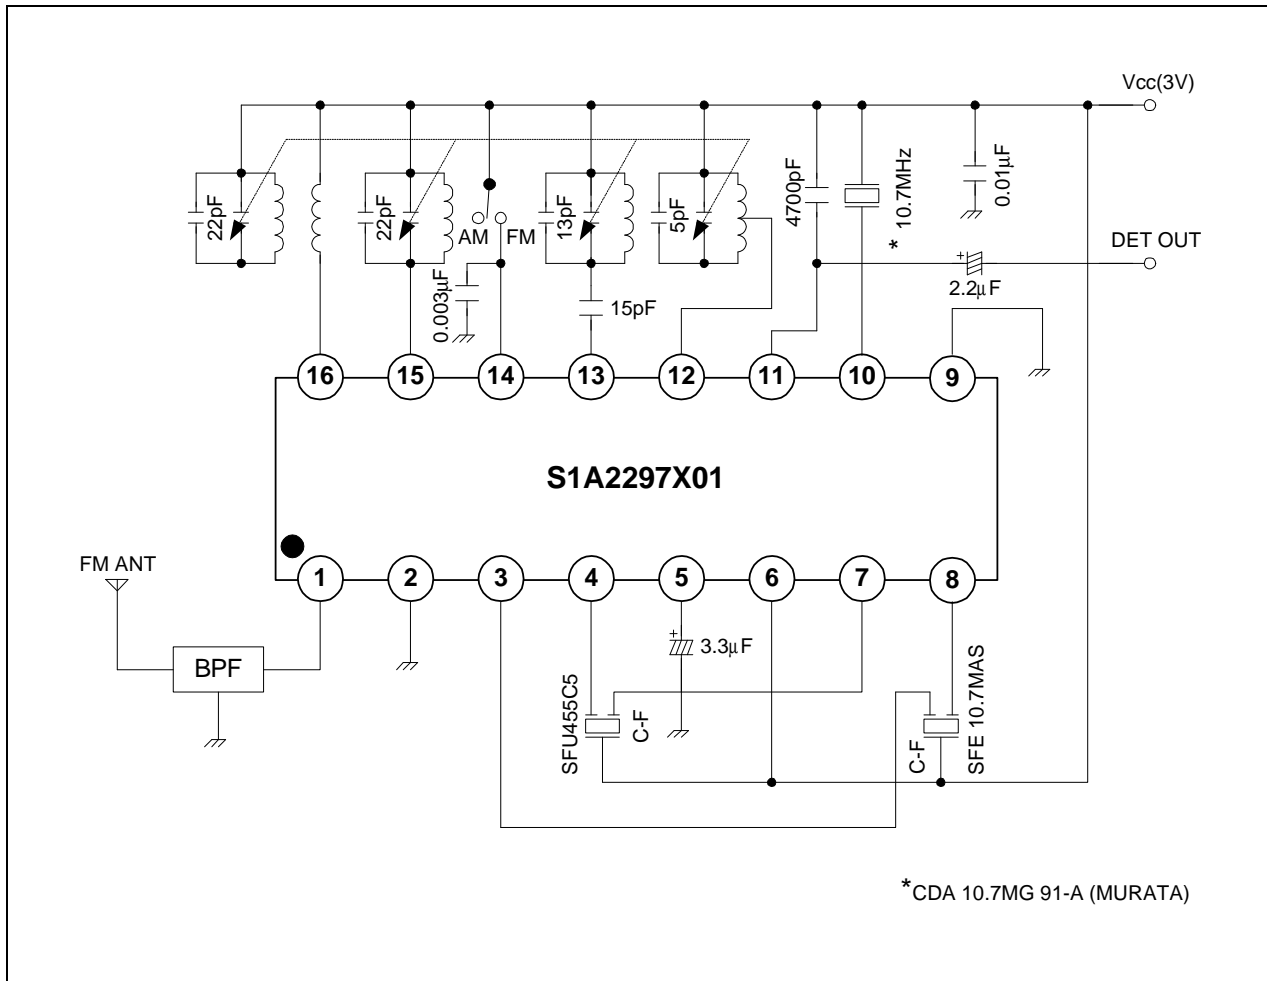 Vcc(3V)
22pF
22pF
AM
FM
13pF
5pF
4700pF
* 10.7MHz
0.01µF
DET OUT
0.003µF
15pF
+
2.2µF
16
15
14
13
12
11
10
9
S1A2297X01
FM ANT
1
2
3
4
5
6
7
8
BPF
+
3.3µF
SFU455C5
C-F
C-F
SFE 10.7MAS
*CDA 10.7MG 91-A (MURATA)